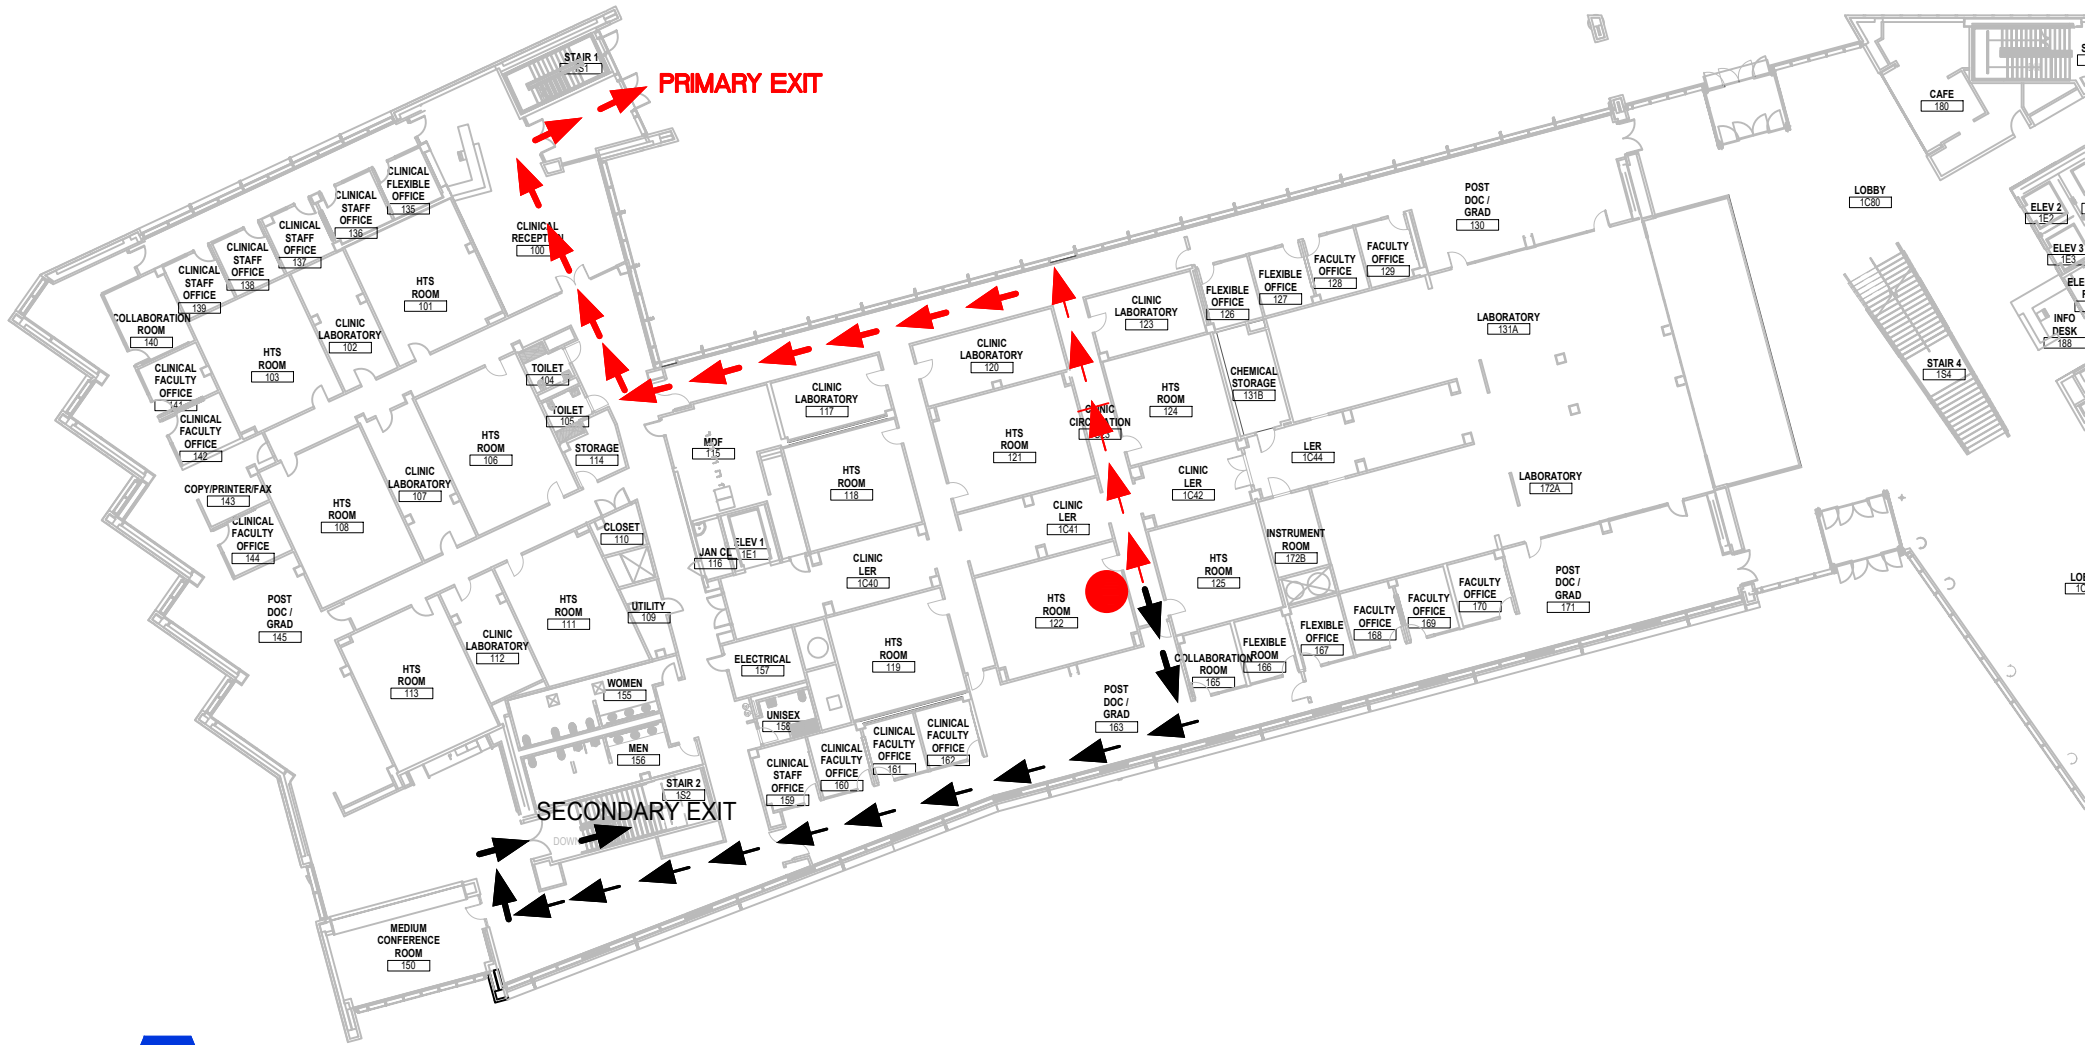 STAIR 1
1S1
PRIMARY EXIT
CAFE
180
LOBBY
1C80
ELEV 2
1E2
ELEV 3
1E3
INFO
DESK
188
STAIR 4
1S4
CLINICAL
FLEXIBLE
OFFICE
135
CLINICAL
STAFF
OFFICE
136
CLINICAL
STAFF
OFFICE
137
CLINICAL
STAFF
OFFICE
138
CLINICAL
STAFF
OFFICE
139
COLLABORATION
ROOM
140
CLINICAL
FACULTY
OFFICE
141
CLINICAL
FACULTY
OFFICE
142
COPY/PRINTER/FAX
143
CLINICAL
FACULTY
OFFICE
144
POST
DOC /
GRAD
145
CLINICAL
RECEPTION
100
HTS
ROOM
101
CLINIC
LABORATORY
102
HTS
ROOM
103
TOILET
104
TOILET
105
HTS
ROOM
106
CLINIC
LABORATORY
107
HTS
ROOM
108
STORAGE
114
CLOSET
110
UTILITY
109
HTS
ROOM
111
CLINIC
LABORATORY
112
HTS
ROOM
113
MDF
115
JAN CL
116
ELEV 1
1E1
CLINIC
LABORATORY
117
HTS
ROOM
118
CLINIC
LER
1C40
HTS
ROOM
119
CLINIC
LABORATORY
120
HTS
ROOM
121
CLINIC
LER
1C41
HTS
ROOM
122
CLINIC
CIRCULATION
CLINIC
LABORATORY
123
HTS
ROOM
124
CLINIC
LER
1C42
HTS
ROOM
125
FLEXIBLE
OFFICE
126
FLEXIBLE
OFFICE
127
FACULTY
OFFICE
128
FACULTY
OFFICE
129
POST
DOC /
GRAD
130
LABORATORY
131A
CHEMICAL
STORAGE
131B
LER
1C44
LABORATORY
172A
INSTRUMENT
ROOM
172B
POST
DOC /
GRAD
171
FACULTY
OFFICE
170
FACULTY
OFFICE
169
FACULTY
OFFICE
168
FLEXIBLE
OFFICE
167
FLEXIBLE
ROOM
166
COLLABORATION
ROOM
165
POST
DOC /
GRAD
163
ELECTRICAL
157
UNISEX
158
WOMEN
155
MEN
156
STAIR 2
1S2
SECONDARY EXIT
DOWN
CLINICAL
STAFF
OFFICE
159
CLINICAL
FACULTY
OFFICE
160
CLINICAL
FACULTY
OFFICE
161
CLINICAL
FACULTY
OFFICE
162
MEDIUM
CONFERENCE
ROOM
150